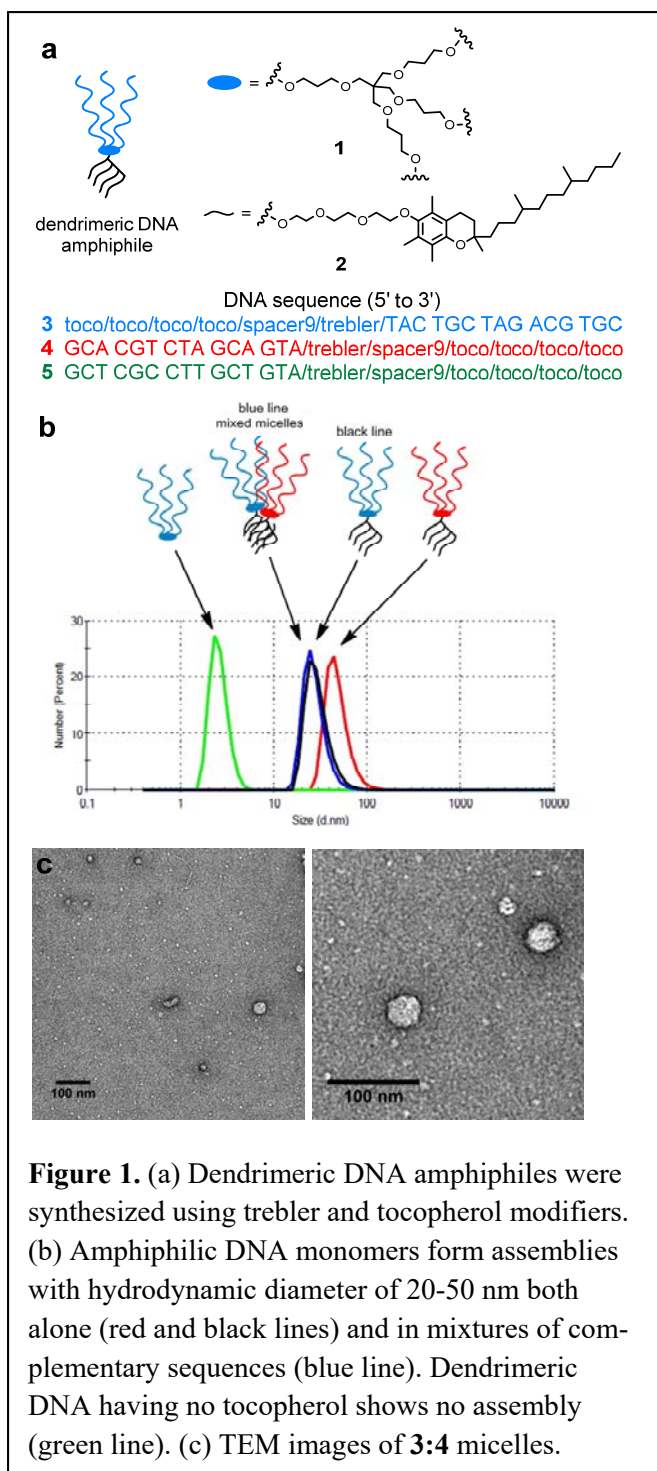 a
=
O
O
O
O
O
O
O
O
1
dendrimeric DNA
amphiphile
=
O
O
O
O
O
2
DNA sequence (5' to 3')
3 toco/toco/toco/toco/spacer9/trebler/TAC TGC TAG ACG TGC
4 GCA CGT CTA GCA GTA/trebler/spacer9/toco/toco/toco/toco
5 GCT CGC CTT GCT GTA/trebler/spacer9/toco/toco/toco/toco
b
blue line
mixed micelles
black line
Number (Percent)
30
20
10
0
0.1 1 10 100 1000 10000
Size (d.nm)
c
100 nm
100 nm
Figure 1. (a) Dendrimeric DNA amphiphiles were
synthesized using trebler and tocopherol modifiers.
(b) Amphiphilic DNA monomers form assemblies
with hydrodynamic diameter of 20-50 nm both
alone (red and black lines) and in mixtures of com-
plementary sequences (blue line). Dendrimeric
DNA having no tocopherol shows no assembly
(green line). (c) TEM images of 3:4 micelles.